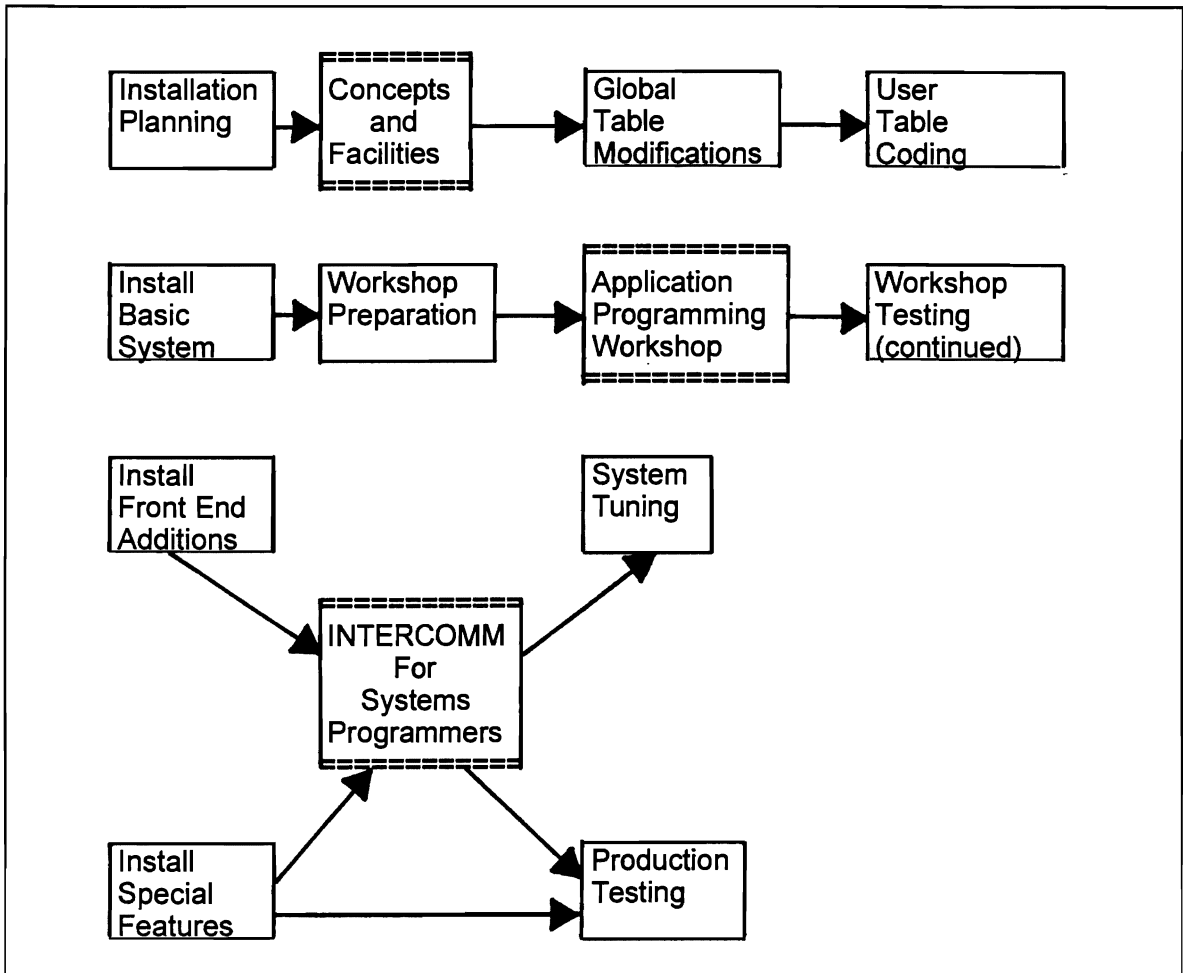 Installation
Planning
Concepts
and
Facilities
Global
Table
Modifications
User
Table
Coding
Install
Basic
System
Workshop
Preparation
Application
Programming
Workshop
Workshop
Testing
(continued)
Install
Front End
Additions
System
Tuning
INTERCOMM
For
Systems
Programmers
Install
Special
Features
Production
Testing